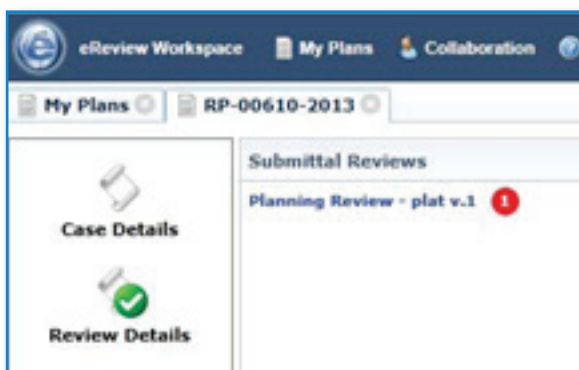 eReview Workspace My Plans Collaboration
My Plans RP-00610-2013
Submittal Reviews
Planning Review - plat v.1 1
Case Details
Review Details